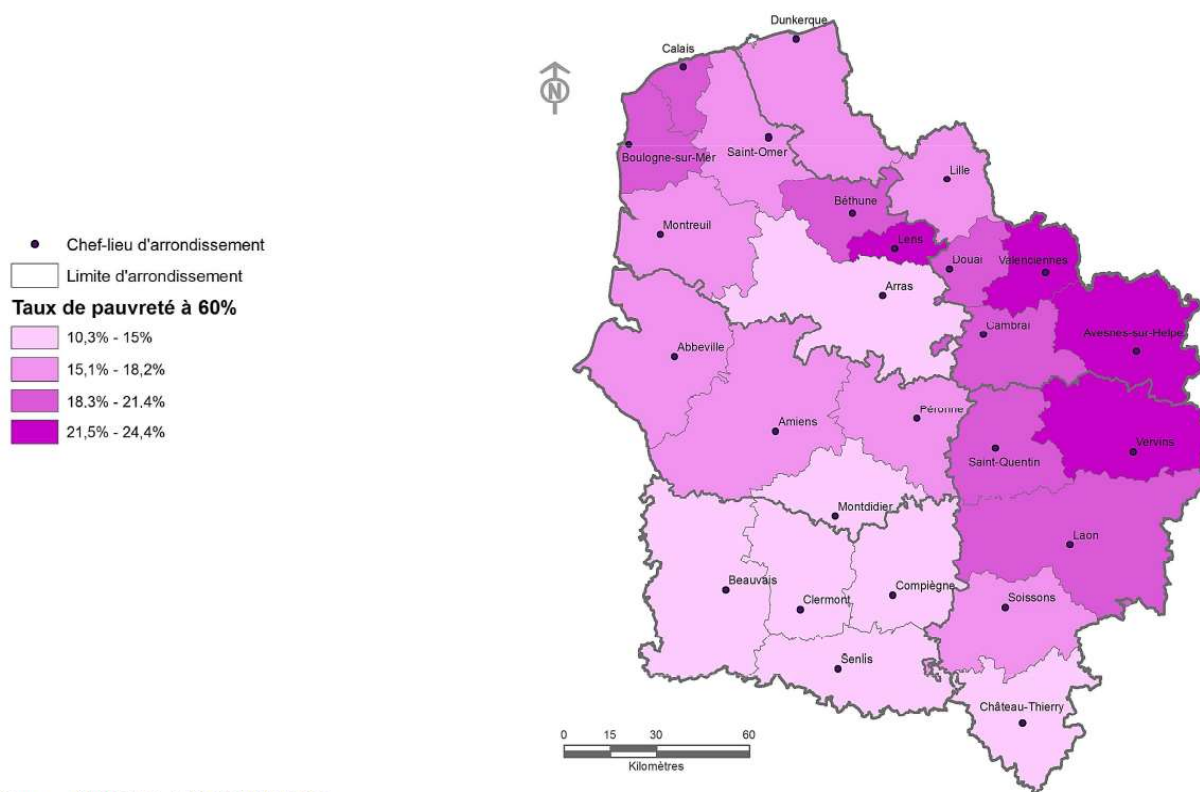 Dunkerque
Calais
N
Boulogne-sur-Mer
Saint-Omer
Lille
Béthune
Montreuil
Lens
Douai
Valenciennes
Arras
Cambrai
Avesnes-sur-Helpe
Abbeville
Péronne
Amiens
Saint-Quentin
Vervins
Montdidier
Laon
Beauvais
Clermont
Compiègne
Soissons
Senlis
Château-Thierry
Chef-lieu d'arrondissement
Limite d'arrondissement
Taux de pauvreté à 60%
10,3% - 15%
15,1% - 18,2%
18,3% - 21,4%
21,5% - 24,4%
0 15 30 60
Kilomètres